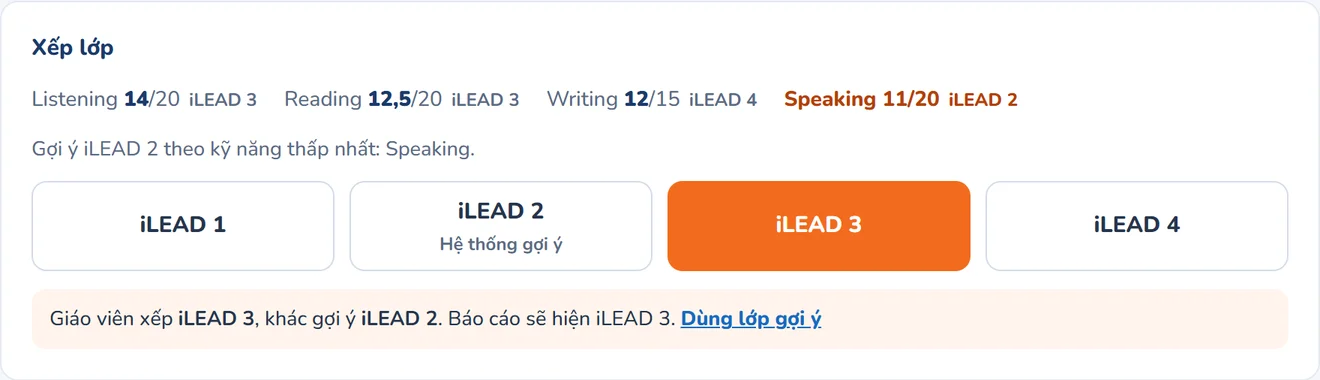 Xếp lớp
Listening 14/20 iLEAD 3 Reading 12,5/20 iLEAD 3 Writing 12/15 iLEAD 4 Speaking 11/20 iLEAD 2
Gợi ý iLEAD 2 theo kỹ năng thấp nhất: Speaking.
iLEAD 1
iLEAD 2
Hệ thống gợi ý
iLEAD 3
iLEAD 4
Giáo viên xếp iLEAD 3, khác gợi ý iLEAD 2. Báo cáo sẽ hiện iLEAD 3. Dùng lớp gợi ý